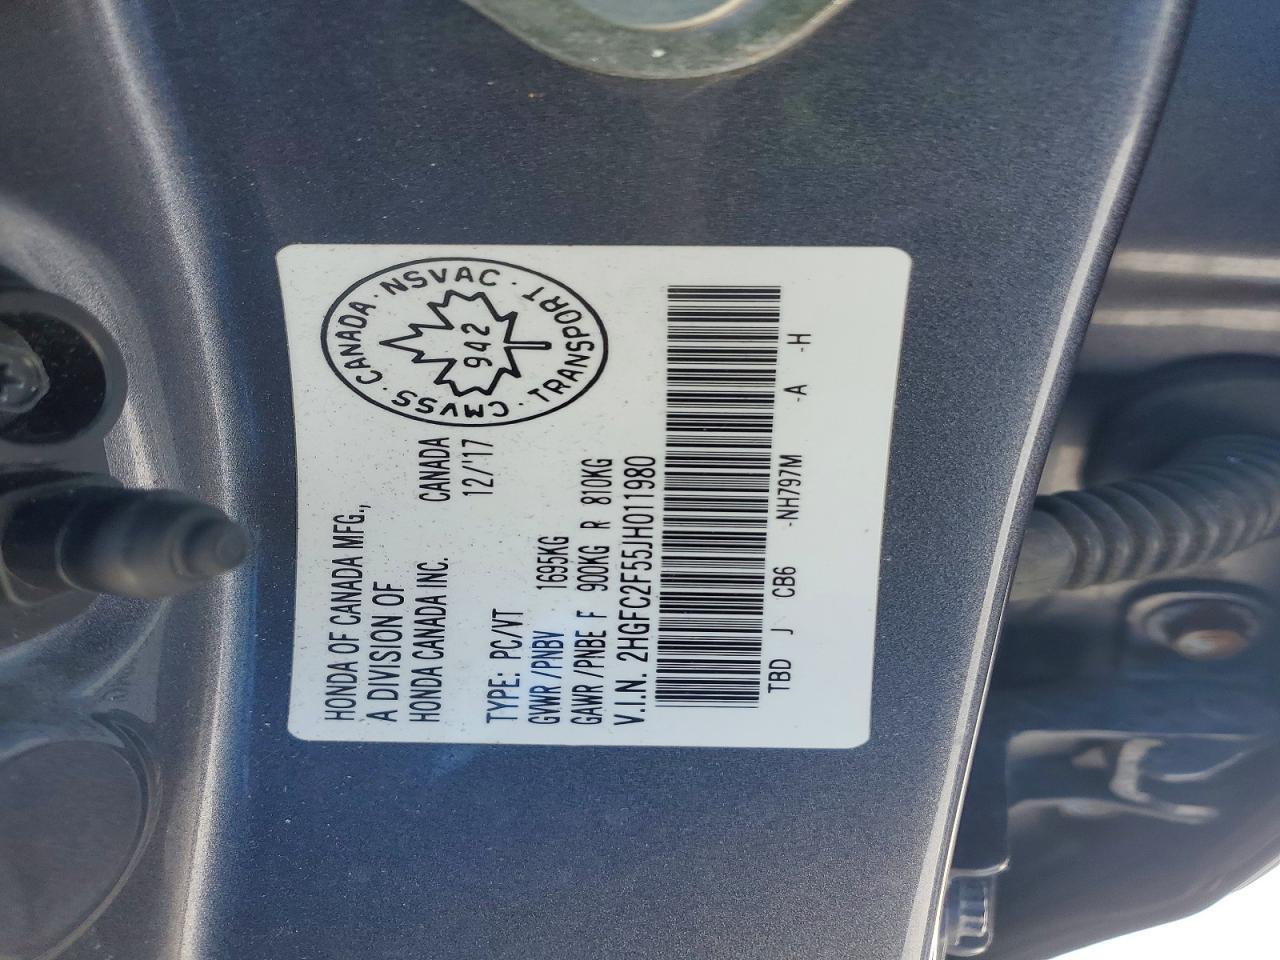 HONDA OF CANADA MFG.,
A DIVISION OF
HONDA CANADA INC. CANADA
12/'17
TYPE: PC/VT
GVWR /PNBV 1695KG
GAWR /PNBE F 900KG R 810KG
V.I.N. 2HGFC2F55JH011980
TBD J CB6 -NH797M -A -H
CMVSS · CANADA · NSVAC · TRANSPORT ·
942